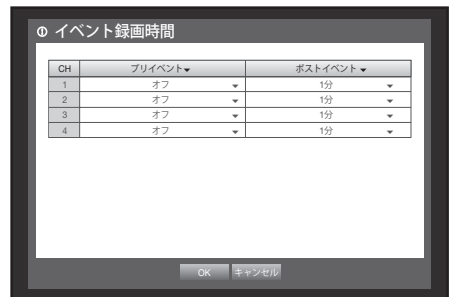 イベント録画時間
CH プリイベント ポストイベント
1 オフ 1分
2 オフ 1分
3 オフ 1分
4 オフ 1分
OK キャンセル